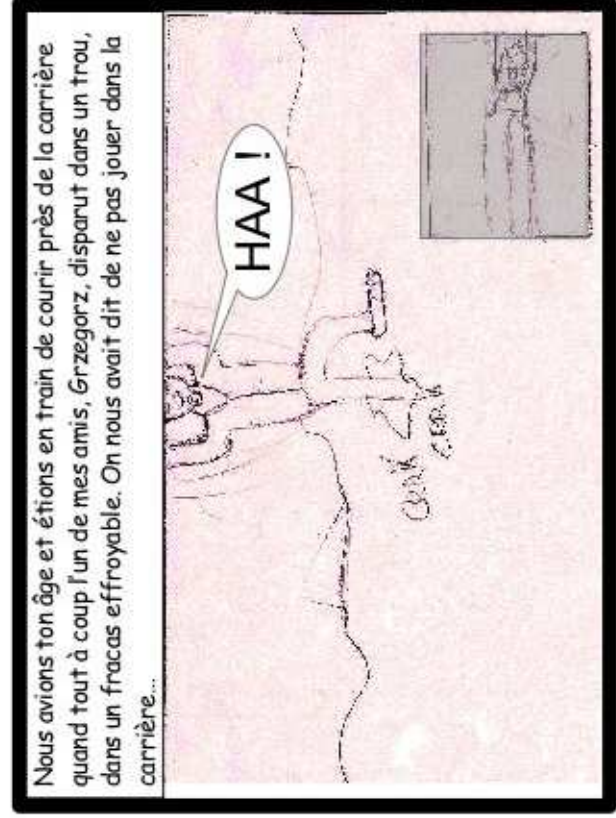 Nous avions ton âge et étions en train de courir près de la carrière
quand tout à coup l'un de mes amis, Grzegorz, disparut dans un trou,
dans un fracas effroyable. On nous avait dit de ne pas jouer dans la
carrière...
HAA !